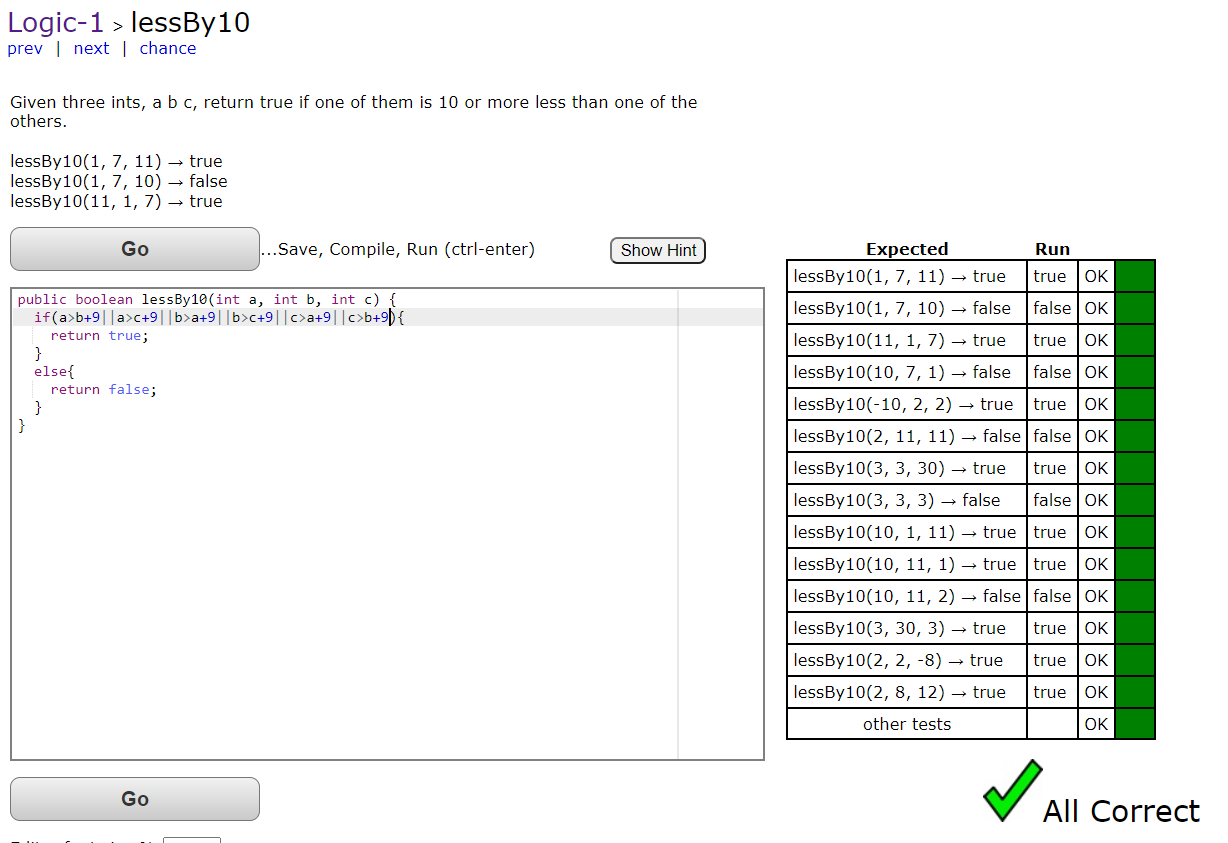 Logic-1 > lessBy10
prev | next | chance
Given three ints, a b c, return true if one of them is 10 or more less than one of the
others.
lessBy10(1, 7, 11) → true
lessBy10(1, 7, 10) → false
lessBy10(11, 1, 7) → true
Go
...Save, Compile, Run (ctrl-enter)
Show Hint
public boolean lessBy10(int a, int b, int c) {
if(a>b+9||a>c+9||b>a+9||b>c+9||c>a+9||c>b+9){
return true;
}
else{
return false;
}
}
Go
Expected Run
lessBy10(1, 7, 11) → true true OK
lessBy10(1, 7, 10) → false false OK
lessBy10(11, 1, 7) → true true OK
lessBy10(10, 7, 1) → false false OK
lessBy10(-10, 2, 2) → true true OK
lessBy10(2, 11, 11) → false false OK
lessBy10(3, 3, 30) → true true OK
lessBy10(3, 3, 3) → false false OK
lessBy10(10, 1, 11) → true true OK
lessBy10(10, 11, 1) → true true OK
lessBy10(10, 11, 2) → false false OK
lessBy10(3, 30, 3) → true true OK
lessBy10(2, 2, -8) → true true OK
lessBy10(2, 8, 12) → true true OK
other tests OK
All Correct